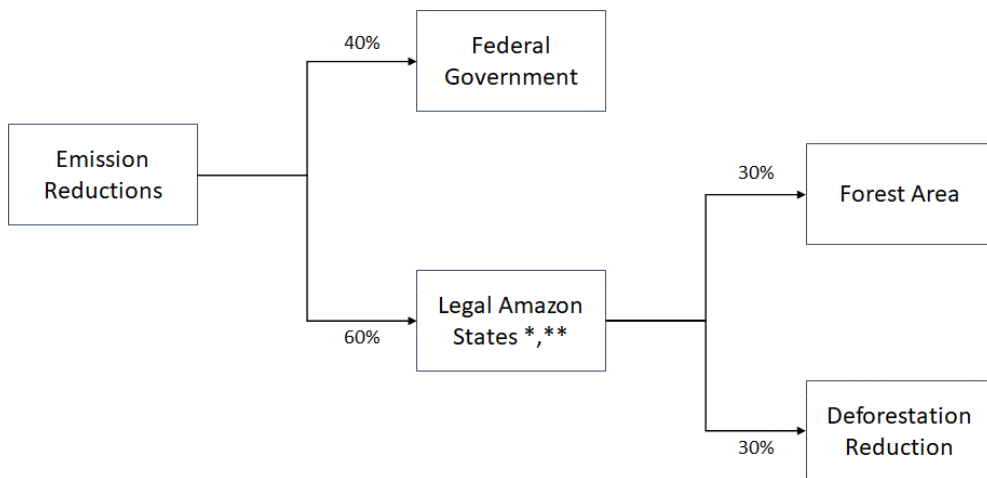 40%
Federal
Government
Emission
Reductions
30%
Forest Area
Legal Amazon
States *,**
60%
Deforestation
Reduction
30%